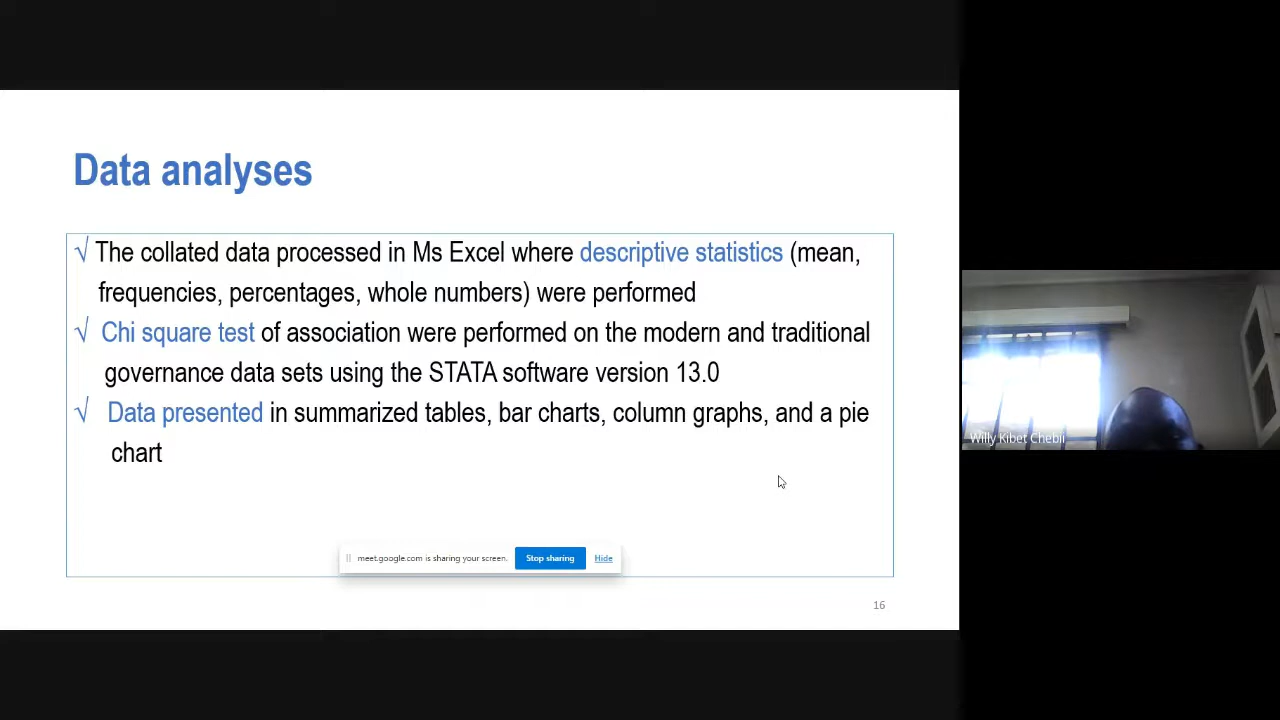 Data analyses
√ The collated data processed in Ms Excel where descriptive statistics (mean,
frequencies, percentages, whole numbers) were performed
√ Chi square test of association were performed on the modern and traditional
governance data sets using the STATA software version 13.0
√ Data presented in summarized tables, bar charts, column graphs, and a pie
chart
meet.google.com is sharing your screen. Stop sharing Hide
16
Willy Kibet Chebii